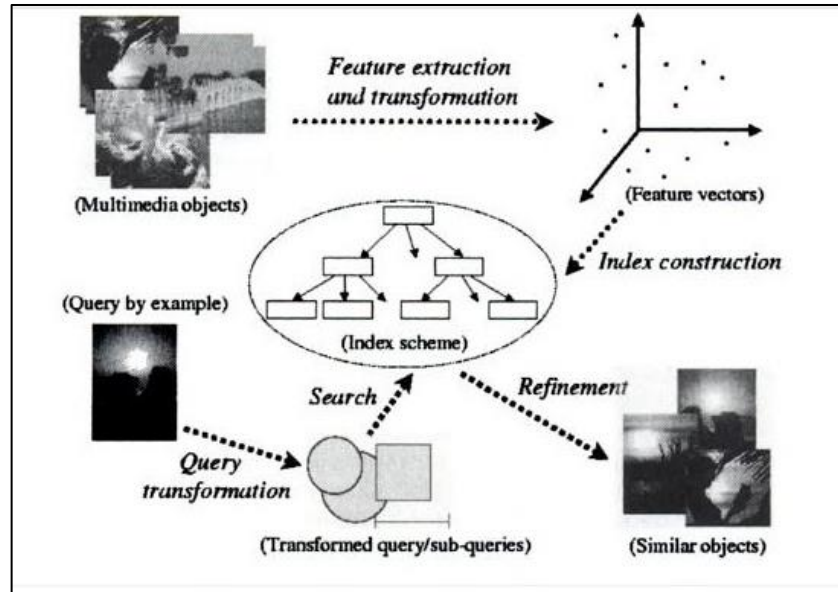 Feature extraction
and transformation
(Multimedia objects)
(Feature vectors)
Index construction
(Query by example)
(Index scheme)
Search
Refinement
Query
transformation
(Transformed query/sub-queries)
(Similar objects)